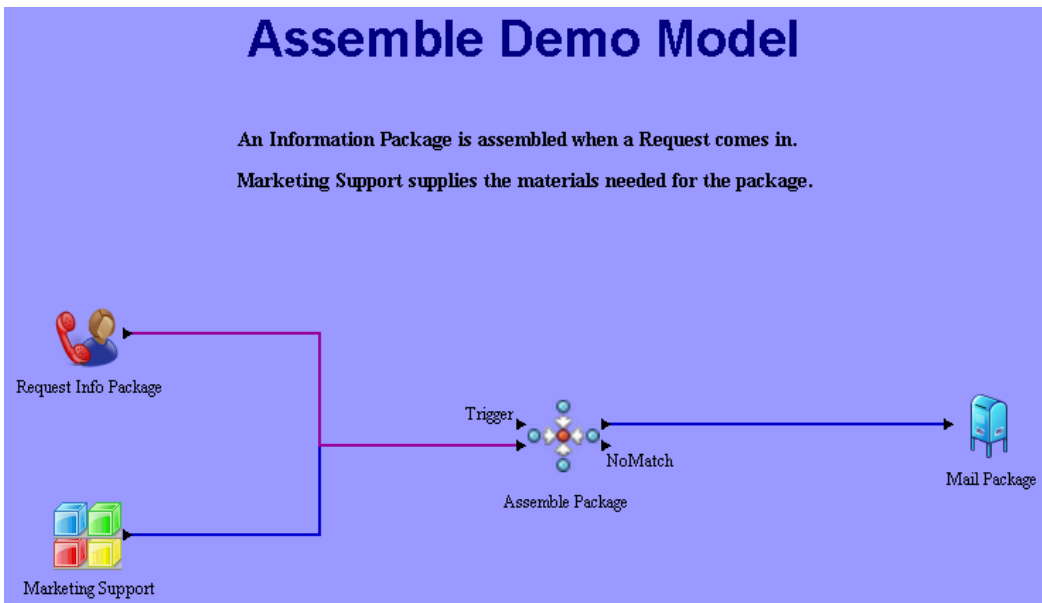 Assemble Demo Model
An Information Package is assembled when a Request comes in.
Marketing Support supplies the materials needed for the package.
Request Info Package
Trigger
NoMatch
Assemble Package
Mail Package
Marketing Support